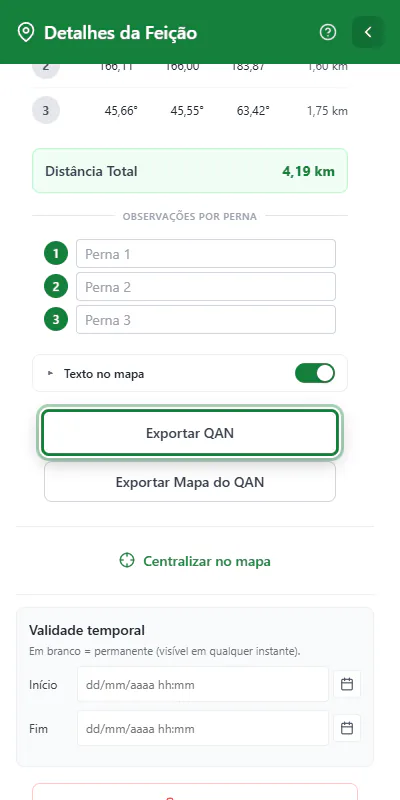 Detalhes da Feição
2 166,11° 166,00° 183,87° 1,60 km
3 45,66° 45,55° 63,42° 1,75 km
Distância Total 4,19 km
OBSERVAÇÕES POR PERNA
1 Perna 1
2 Perna 2
3 Perna 3
Texto no mapa
Exportar QAN
Exportar Mapa do QAN
Centralizar no mapa
Validade temporal
Em branco = permanente (visível em qualquer instante).
Início dd/mm/aaaa hh:mm
Fim dd/mm/aaaa hh:mm